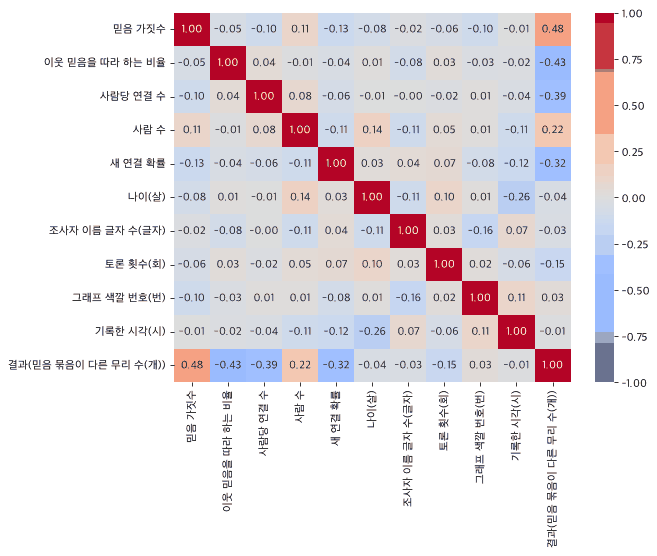 믿음 가짓수 1.00 -0.05 -0.10 0.11 -0.13 -0.08 -0.02 -0.06 -0.10 -0.01 0.48
이웃 믿음을 따라 하는 비율 -0.05 1.00 0.04 -0.01 -0.04 0.01 -0.08 0.03 -0.03 -0.02 -0.43
사람당 연결 수 -0.10 0.04 1.00 0.08 -0.06 -0.01 -0.00 -0.02 0.01 -0.04 -0.39
사람 수 0.11 -0.01 0.08 1.00 -0.11 0.14 -0.11 0.05 0.01 -0.11 0.22
새 연결 확률 -0.13 -0.04 -0.06 -0.11 1.00 0.03 0.04 0.07 -0.08 -0.12 -0.32
나이(살) -0.08 0.01 -0.01 0.14 0.03 1.00 -0.11 0.10 0.01 -0.26 -0.04
조사자 이름 글자 수(글자) -0.02 -0.08 -0.00 -0.11 0.04 -0.11 1.00 0.03 -0.16 0.07 -0.03
토론 횟수(회) -0.06 0.03 -0.02 0.05 0.07 0.10 0.03 1.00 0.02 -0.06 -0.15
그래프 색깔 번호(번) -0.10 -0.03 0.01 0.01 -0.08 0.01 -0.16 0.02 1.00 0.11 0.03
기록한 시각(시) -0.01 -0.02 -0.04 -0.11 -0.12 -0.26 0.07 -0.06 0.11 1.00 -0.01
결과(믿음 묶음이 다른 무리 수(개)) 0.48 -0.43 -0.39 0.22 -0.32 -0.04 -0.03 -0.15 0.03 -0.01 1.00
믿음 가짓수
이웃 믿음을 따라 하는 비율
사람당 연결 수
사람 수
새 연결 확률
나이(살)
조사자 이름 글자 수(글자)
토론 횟수(회)
그래프 색깔 번호(번)
기록한 시각(시)
결과(믿음 묶음이 다른 무리 수(개))
1.00
0.75
0.50
0.25
0.00
-0.25
-0.50
-0.75
-1.00